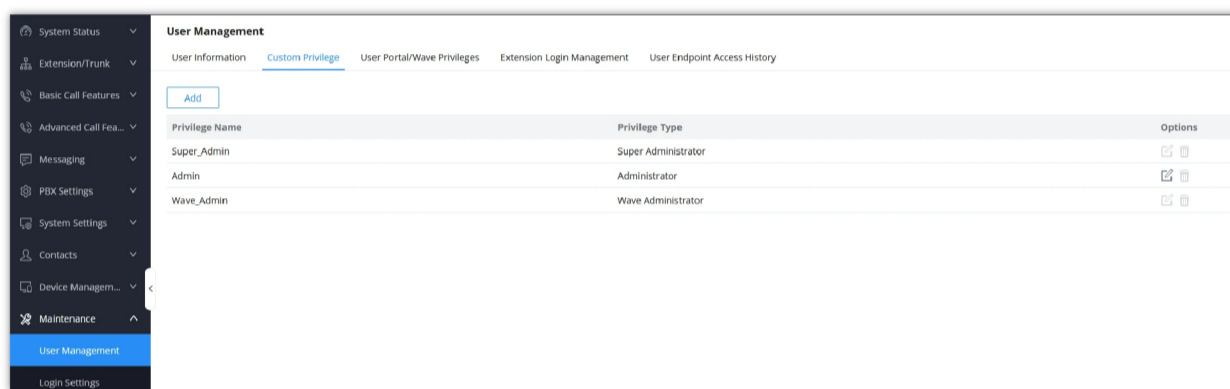 System Status
Extension/Trunk
Basic Call Features
Advanced Call Fea...
Messaging
PBX Settings
System Settings
Contacts
Device Managem...
Maintenance
User Management
Login Settings
User Management
User Information Custom Privilege User Portal/Wave Privileges Extension Login Management User Endpoint Access History
Add
Privilege Name Privilege Type Options
Super_Admin Super Administrator
Admin Administrator
Wave_Admin Wave Administrator